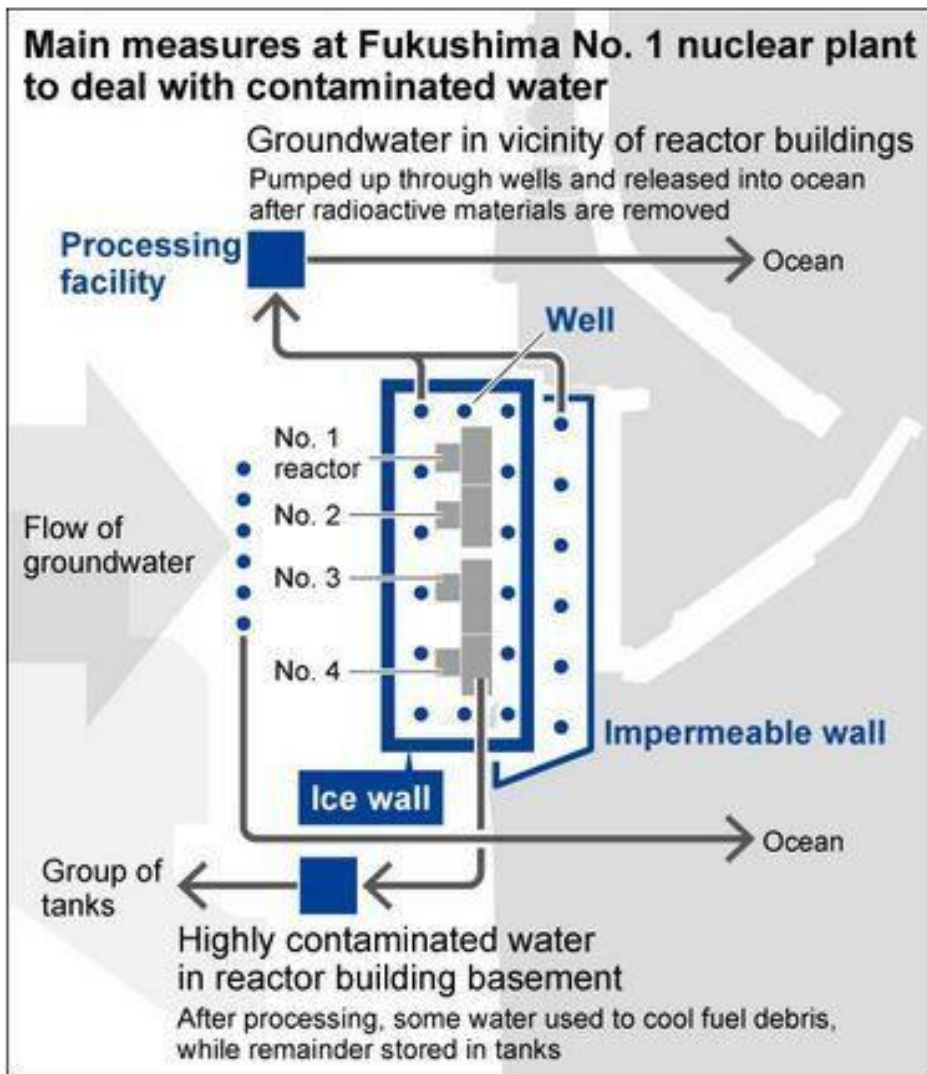 Main measures at Fukushima No. 1 nuclear plant
to deal with contaminated water
Groundwater in vicinity of reactor buildings
Pumped up through wells and released into ocean
after radioactive materials are removed
Processing
facility
Ocean
Well
No. 1
reactor
No. 2
Flow of
groundwater
No. 3
No. 4
Impermeable wall
Ice wall
Ocean
Group of
tanks
Highly contaminated water
in reactor building basement
After processing, some water used to cool fuel debris,
while remainder stored in tanks